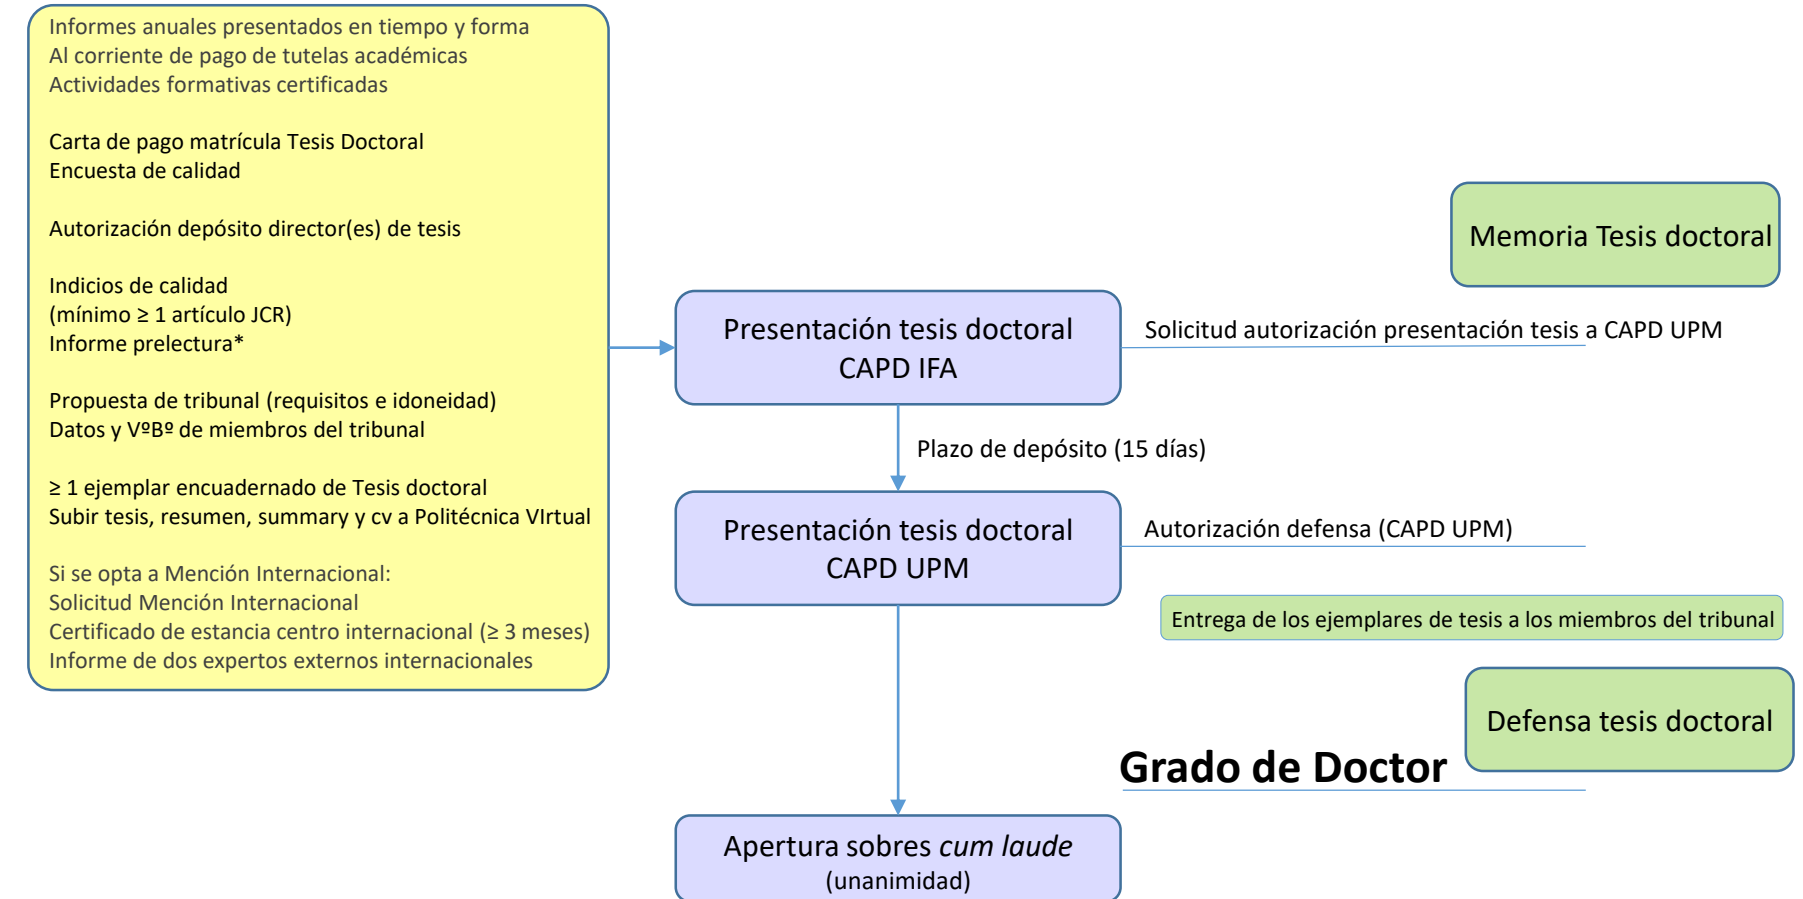 Informes anuales presentados en tiempo y forma
Al corriente de pago de tutelas académicas
Actividades formativas certificadas
Carta de pago matrícula Tesis Doctoral
Encuesta de calidad
Autorización depósito director(es) de tesis
Indicios de calidad
(mínimo ≥ 1 artículo JCR)
Informe prelectura*
Propuesta de tribunal (requisitos e idoneidad)
Datos y VºBº de miembros del tribunal
≥ 1 ejemplar encuadernado de Tesis doctoral
Subir tesis, resumen, summary y cv a Politécnica VIrtual
Si se opta a Mención Internacional:
Solicitud Mención Internacional
Certificado de estancia centro internacional (≥ 3 meses)
Informe de dos expertos externos internacionales
Memoria Tesis doctoral
Presentación tesis doctoral
CAPD IFA
Solicitud autorización presentación tesis a CAPD UPM
Plazo de depósito (15 días)
Presentación tesis doctoral
CAPD UPM
Autorización defensa (CAPD UPM)
Entrega de los ejemplares de tesis a los miembros del tribunal
Defensa tesis doctoral
Grado de Doctor
Apertura sobres cum laude
(unanimidad)